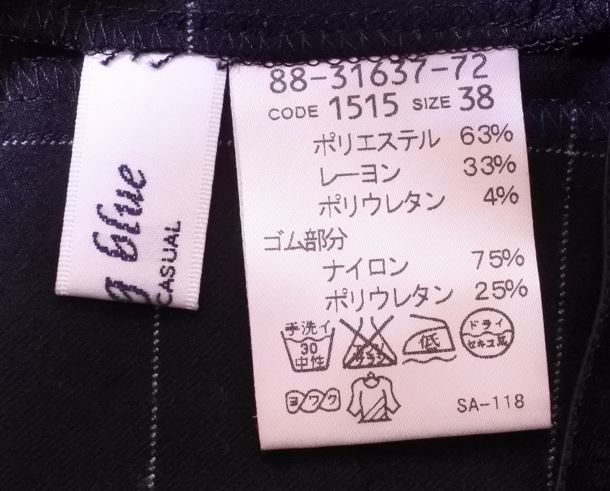 blue
CASUAL
88-31637-72
CODE 1515 SIZE 38
ポリエステル 63%
レーヨン 33%
ポリウレタン 4%
ゴム部分
ナイロン 75%
ポリウレタン 25%
手洗イ
30
中性
低
ドライ
セキユ系
ヨワク
SA-118